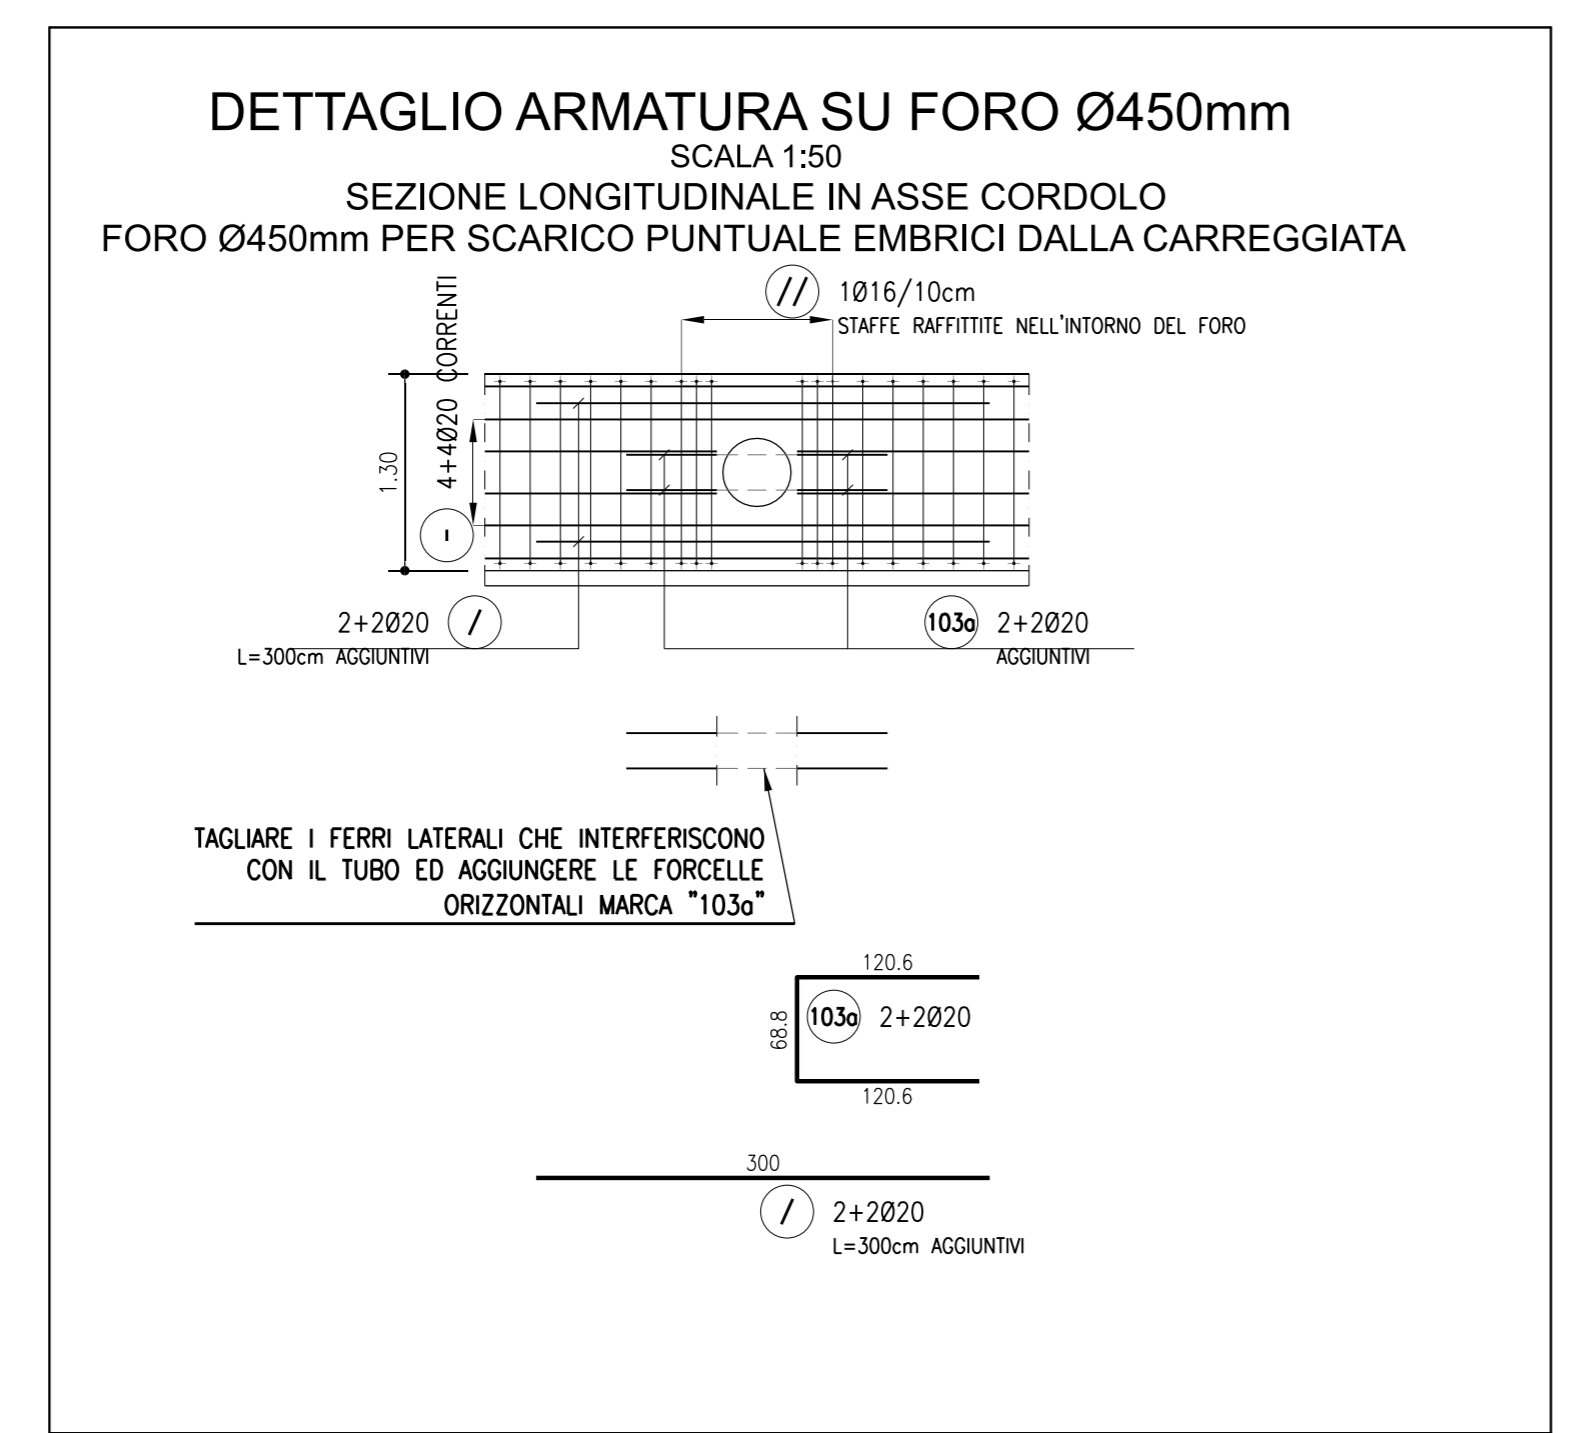 DETTAGLIO ARMATURA SU FORO Ø450mm
SCALA 1:50
SEZIONE LONGITUDINALE IN ASSE CORDOLO
FORO Ø450mm PER SCARICO PUNTUALE EMBRICI DALLA CARREGGIATA
// 1Ø16/10cm
STAFFE RAFFITTITE NELL'INTORNO DEL FORO
1.30
- 4+4Ø20 CORRENTI
2+2Ø20 /
L=300cm AGGIUNTIVI
103a 2+2Ø20
AGGIUNTIVI
TAGLIARE I FERRI LATERALI CHE INTERFERISCONO
CON IL TUBO ED AGGIUNGERE LE FORCELLE
ORIZZONTALI MARCA "103a"
120.6
68.8
103a 2+2Ø20
120.6
300
/ 2+2Ø20
L=300cm AGGIUNTIVI